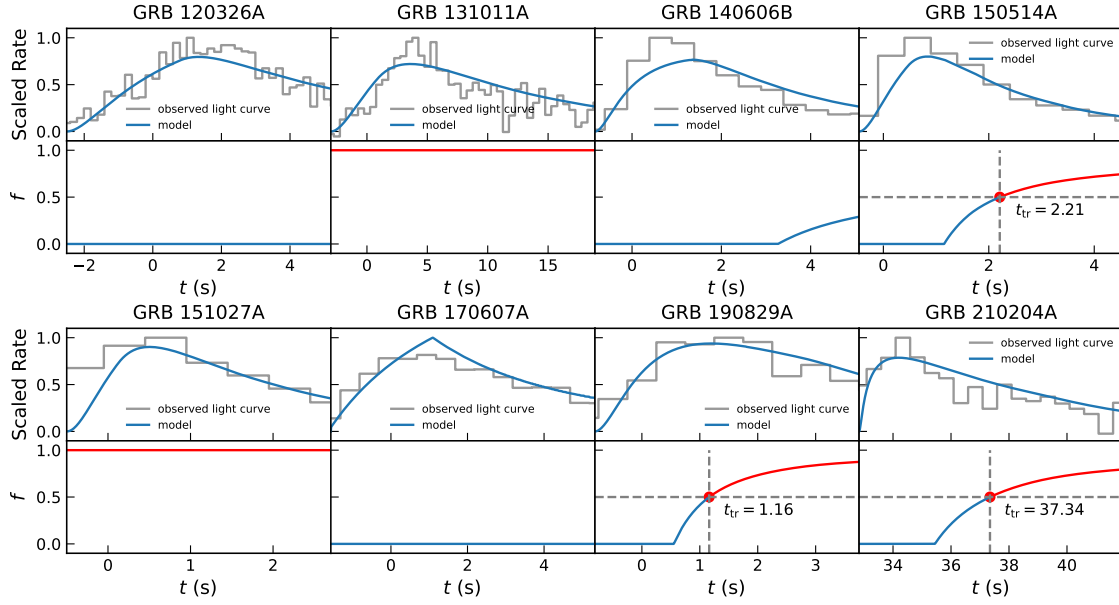 GRB 120326A GRB 131011A GRB 140606B GRB 150514A
Scaled Rate
1.0
0.5
0.0
observed light curve
model
observed light curve
model
observed light curve
model
observed light curve
model
f
1.0
0.5
0.0
t_tr = 2.21
−2 0 2 4
0 5 10 15
0 2 4
0 2 4
t (s) t (s) t (s) t (s)
GRB 151027A GRB 170607A GRB 190829A GRB 210204A
Scaled Rate
1.0
0.5
0.0
observed light curve
model
observed light curve
model
observed light curve
model
observed light curve
model
f
1.0
0.5
0.0
t_tr = 1.16
t_tr = 37.34
0 2
0 2 4
0 1 2 3
34 36 38 40
t (s) t (s) t (s) t (s)